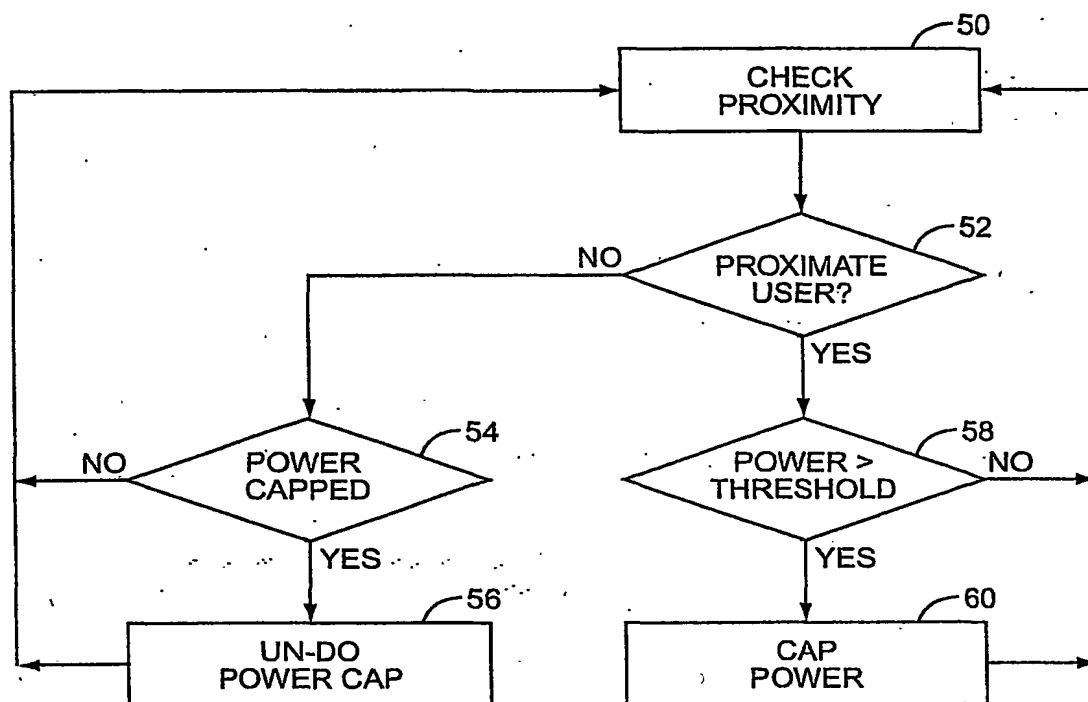 50
CHECK
PROXIMITY
52
NO
PROXIMATE
USER?
YES
54
NO
POWER
CAPPED
YES
58
POWER >
THRESHOLD
NO
YES
56
UN-DO
POWER CAP
60
CAP
POWER